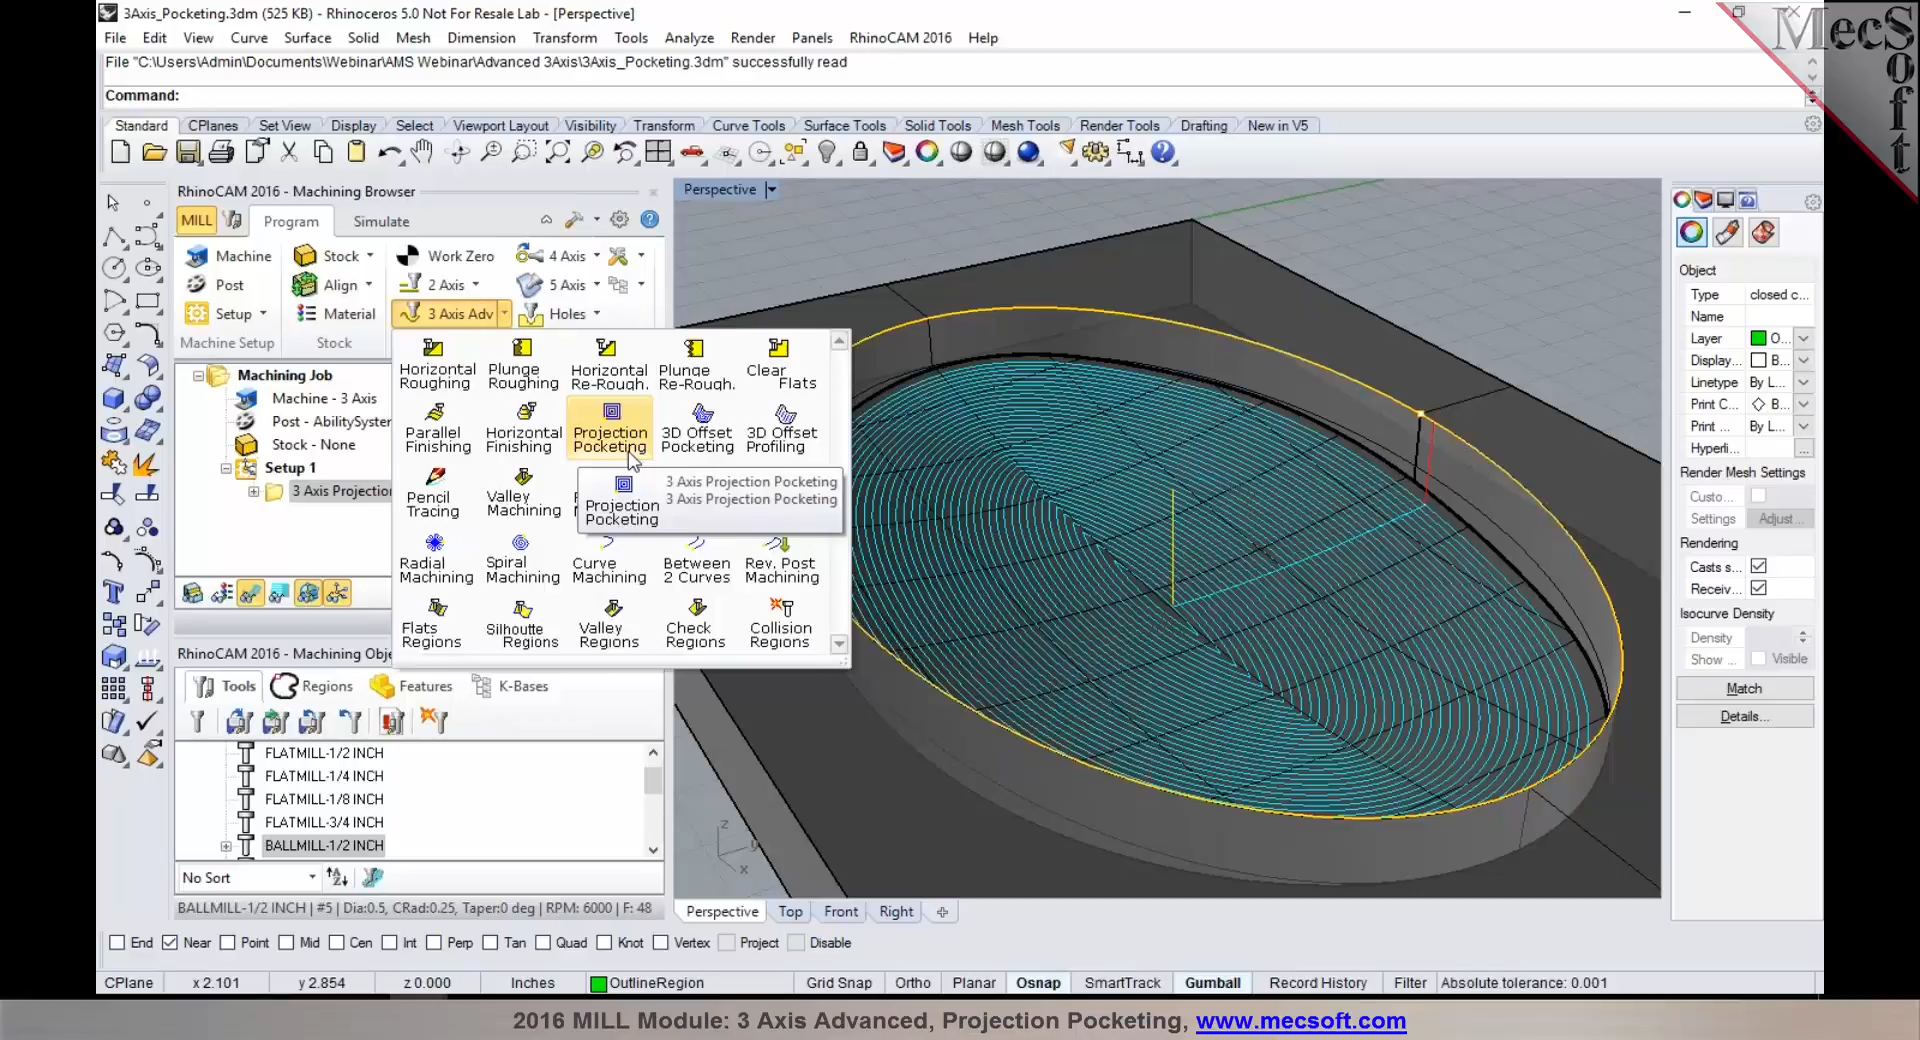 3Axis_Pocketing.3dm (525 KB) - Rhinoceros 5.0 Not For Resale Lab - [Perspective]
MecSoft
File Edit View Curve Surface Solid Mesh Dimension Transform Tools Analyze Render Panels RhinoCAM 2016 Help
File "C:\Users\Admin\Documents\Webinar\AMS Webinar\Advanced 3Axis\3Axis_Pocketing.3dm" successfully read
Command:
Standard CPlanes Set View Display Select Viewport Layout Visibility Transform Curve Tools Surface Tools Solid Tools Mesh Tools Render Tools Drafting New in V5
RhinoCAM 2016 - Machining Browser
MILL Program Simulate
Machine Stock Work Zero 4 Axis
Post Align 2 Axis 5 Axis
Setup Material 3 Axis Adv Holes
Machine Setup Stock
Horizontal Roughing
Plunge Roughing
Horizontal Re-Rough.
Plunge Re-Rough.
Clear Flats
Parallel Finishing
Horizontal Finishing
Projection Pocketing
3D Offset Pocketing
3D Offset Profiling
Pencil Tracing
Valley Machining
Projection Pocketing
3 Axis Projection Pocketing
3 Axis Projection Pocketing
Radial Machining
Spiral Machining
Curve Machining
Between 2 Curves
Rev. Post Machining
Flats Regions
Silhoutte Regions
Valley Regions
Check Regions
Collision Regions
Machining Job
Machine - 3 Axis
Post - AbilitySyster
Stock - None
Setup 1
3 Axis Projectio
RhinoCAM 2016 - Machining Obje
Tools Regions Features K-Bases
FLATMILL-1/2 INCH
FLATMILL-1/4 INCH
FLATMILL-1/8 INCH
FLATMILL-3/4 INCH
BALLMILL-1/2 INCH
No Sort
BALLMILL-1/2 INCH | #5 | Dia:0.5, CRad:0.25, Taper:0 deg | RPM: 6000 | F: 48
Perspective
z
y
x
Perspective Top Front Right
Object
Type closed c...
Name
Layer O...
Display... B...
Linetype By L...
Print C... B...
Print ... By L...
Hyperli... ...
Render Mesh Settings
Custo...
Settings Adjust...
Rendering
Casts s...
Receiv...
Isocurve Density
Density
Show ... Visible
Match
Details...
End Near Point Mid Cen Int Perp Tan Quad Knot Vertex Project Disable
CPlane x 2.101 y 2.854 z 0.000 Inches OutlineRegion Grid Snap Ortho Planar Osnap SmartTrack Gumball Record History Filter Absolute tolerance: 0.001
2016 MILL Module: 3 Axis Advanced, Projection Pocketing, www.mecsoft.com